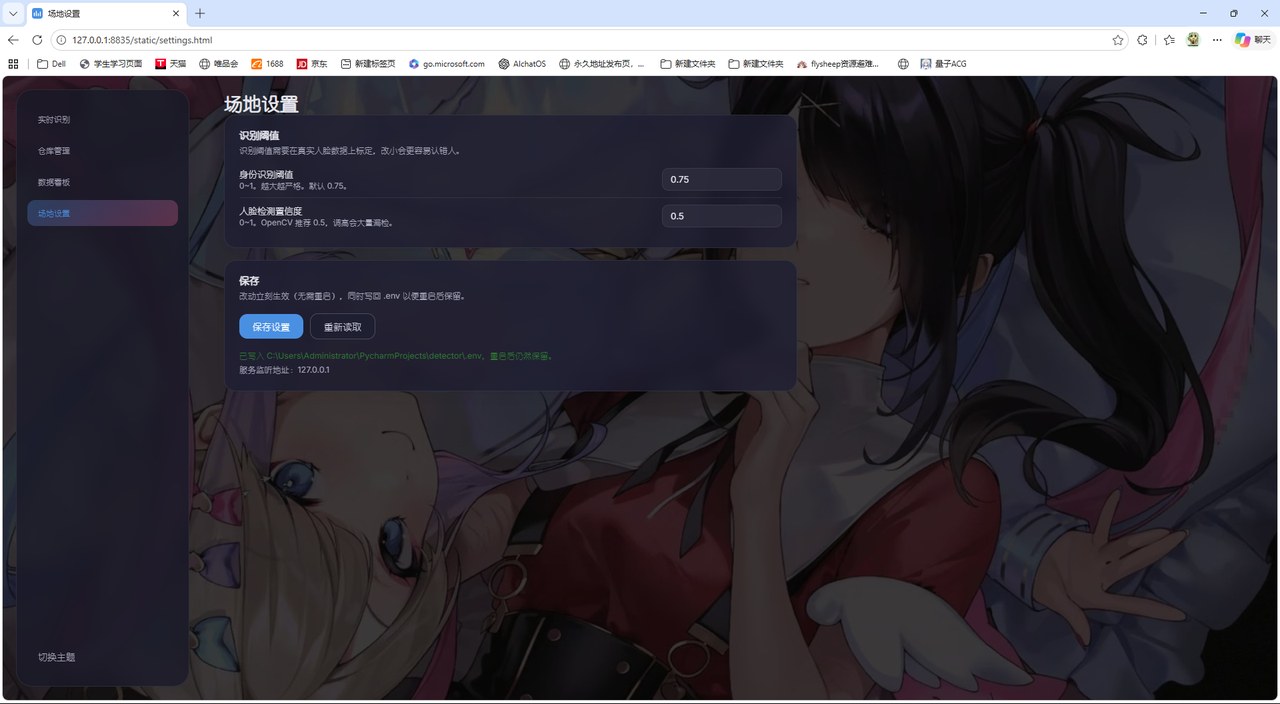 场地设置
127.0.0.1:8835/static/settings.html
聊天
Dell
学生学习页面
天猫
唯品会
1688
京东
新建标签页
go.microsoft.com
AIchatOS
永久地址发布页，...
新建文件夹
新建文件夹
flysheep资源避难...
量子ACG
实时识别
仓库管理
数据看板
场地设置
切换主题
场地设置
识别阈值
识别阈值需要在真实人脸数据上标定，改小会更容易认错人。
身份识别阈值
0~1。越大越严格。默认 0.75。
0.75
人脸检测置信度
0~1。OpenCV 推荐 0.5，调高会大量漏检。
0.5
保存
改动立刻生效（无需重启），同时写回 .env 以便重启后保留。
保存设置
重新读取
已写入 C:\Users\Administrator\PycharmProjects\detector\.env，重启后仍然保留。
服务监听地址：127.0.0.1